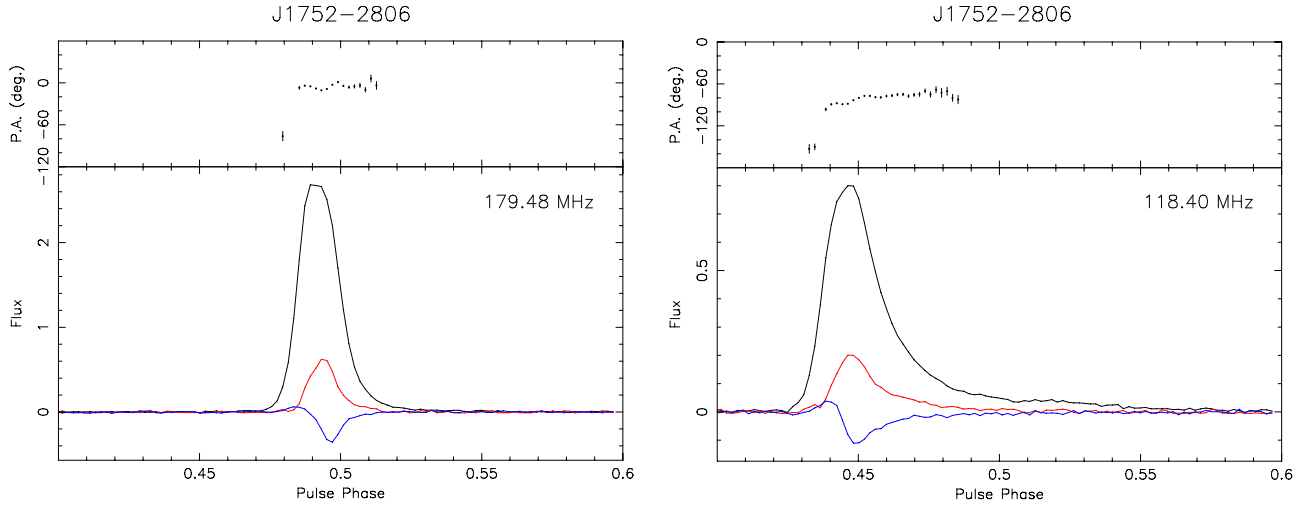 J1752-2806
J1752-2806
P.A. (deg.)
0
-60
-120
P.A. (deg.)
0
-60
-120
179.48 MHz
118.40 MHz
Flux
2
1
0
Flux
0.5
0
0.45
0.5
0.55
0.6
0.45
0.5
0.55
0.6
Pulse Phase
Pulse Phase